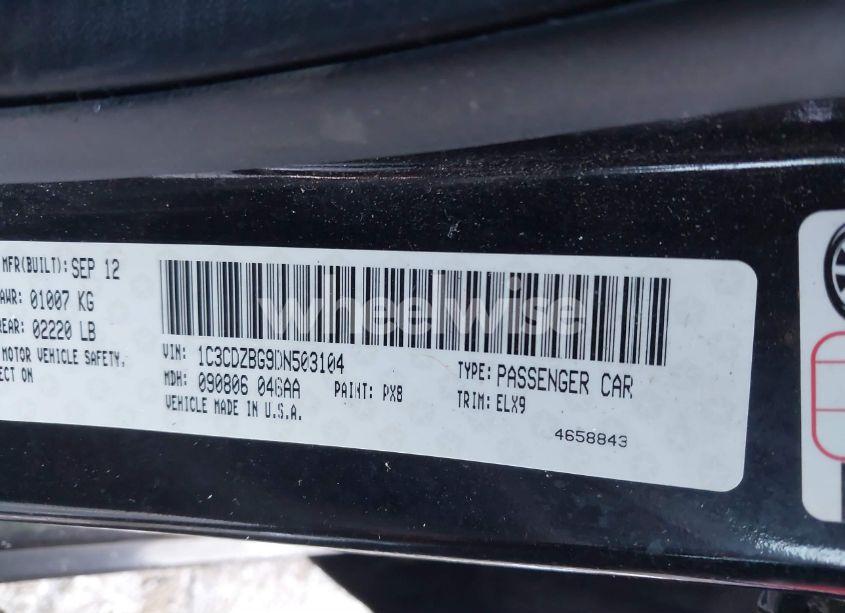 MFR(BUILT): SEP 12
AWR: 01007 KG
REAR: 02220 LB
MOTOR VEHICLE SAFETY,
ECT ON
wheelwise
VIN: 1C3CDZBG9DN503104
MDH: 090806 046AA PAINT: PX8
VEHICLE MADE IN U.S.A.
TYPE: PASSENGER CAR
TRIM: ELX9
4658843